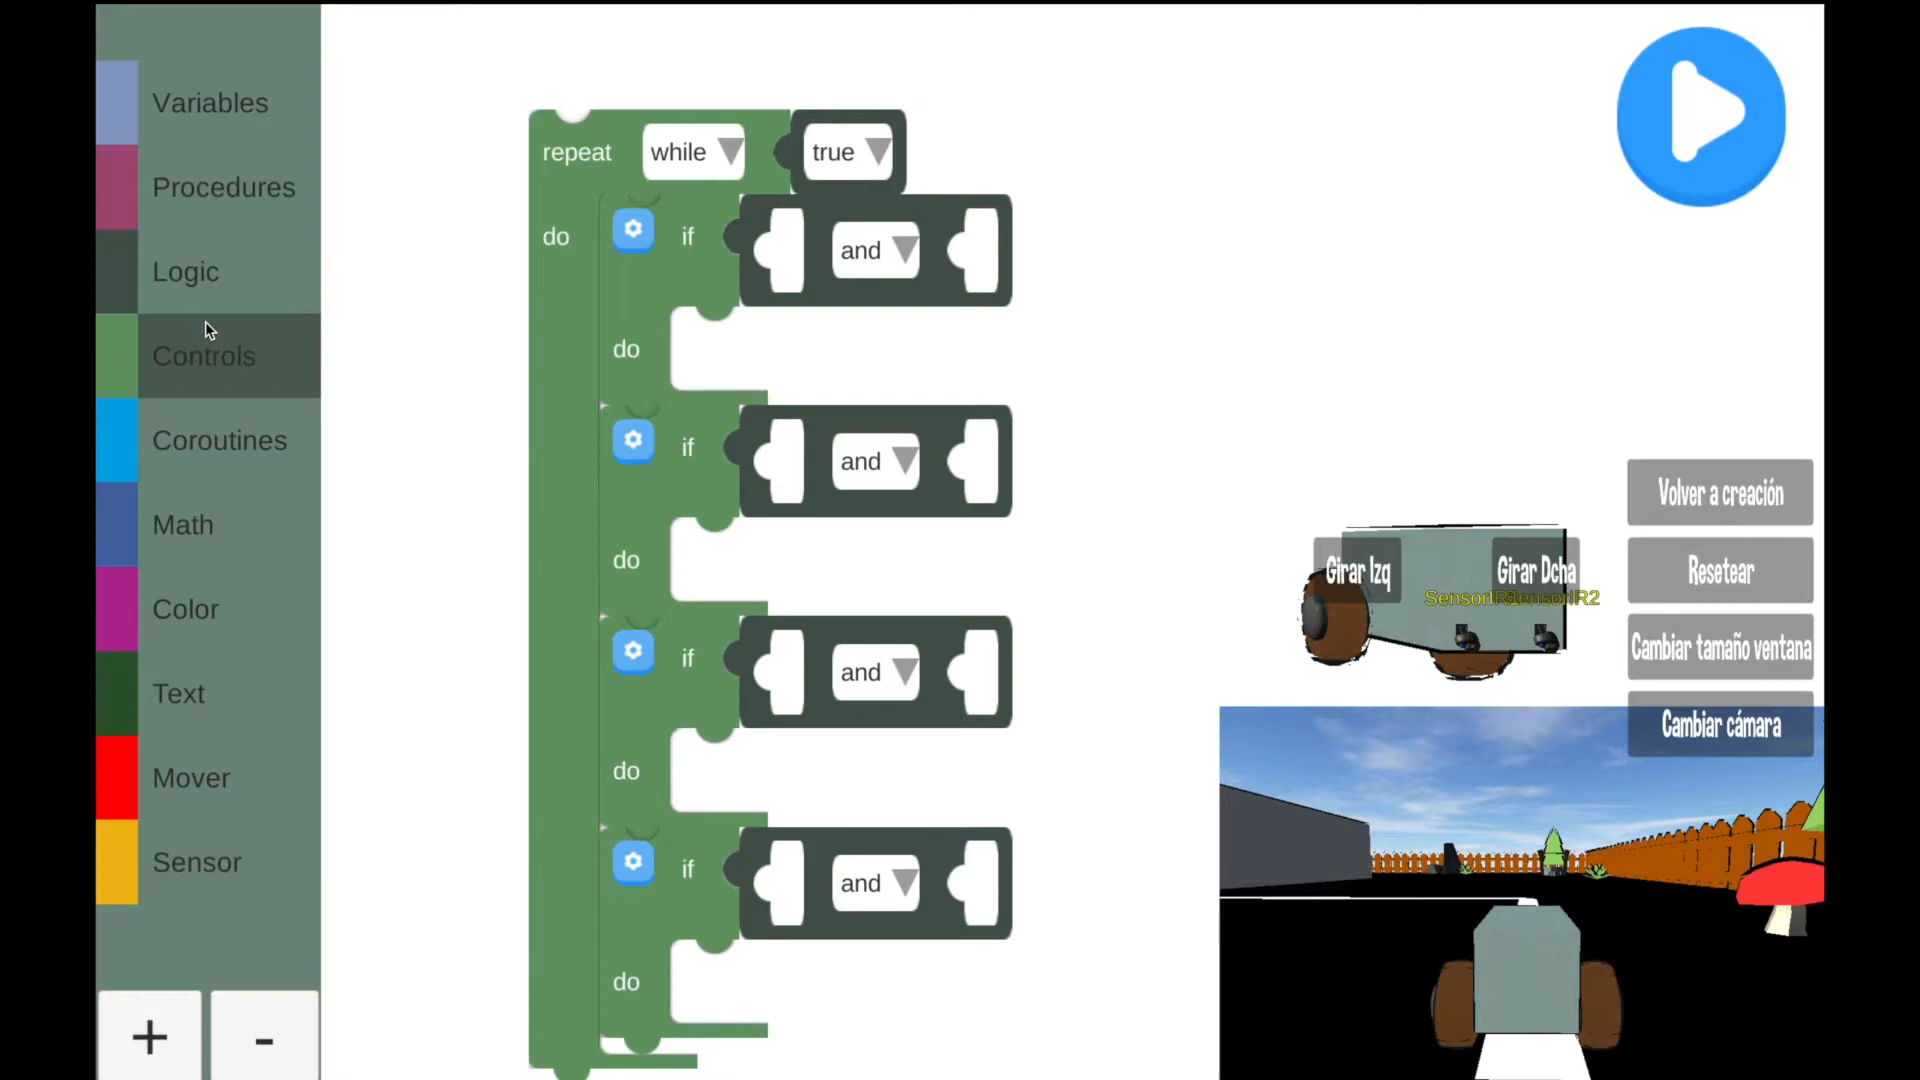 Variables
Procedures
Logic
Controls
Coroutines
Math
Color
Text
Mover
Sensor
+
-
repeat while true
do if and
do
if and
do
if and
do
if and
do
Girar Izq
Girar Dcha
SensorIR2
Volver a creación
Resetear
Cambiar tamaño ventana
Cambiar cámara